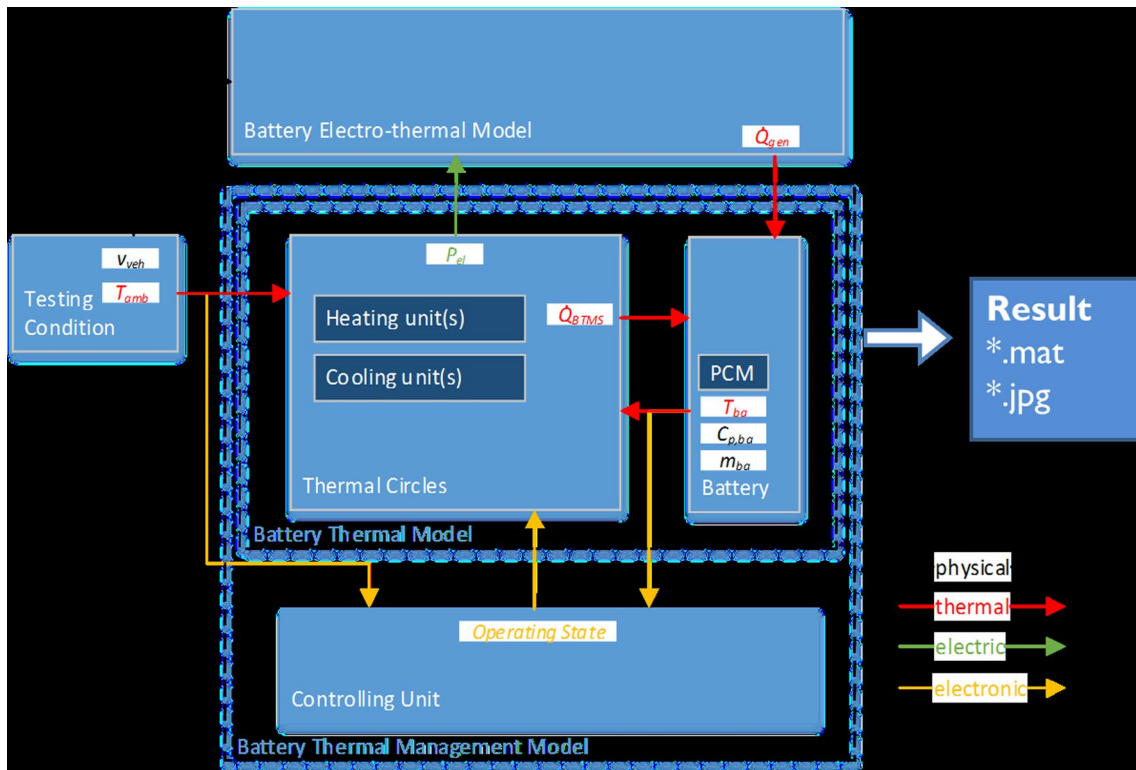 Battery Electro-thermal Model
Q̇gen
vveh
Tamb
Testing
Condition
Pel
Heating unit(s)
Cooling unit(s)
Q̇BTMS
Thermal Circles
PCM
Tba
Cp,ba
mba
Battery
Battery Thermal Model
Operating State
Controlling Unit
Battery Thermal Management Model
Result
*.mat
*.jpg
physical
thermal
electric
electronic